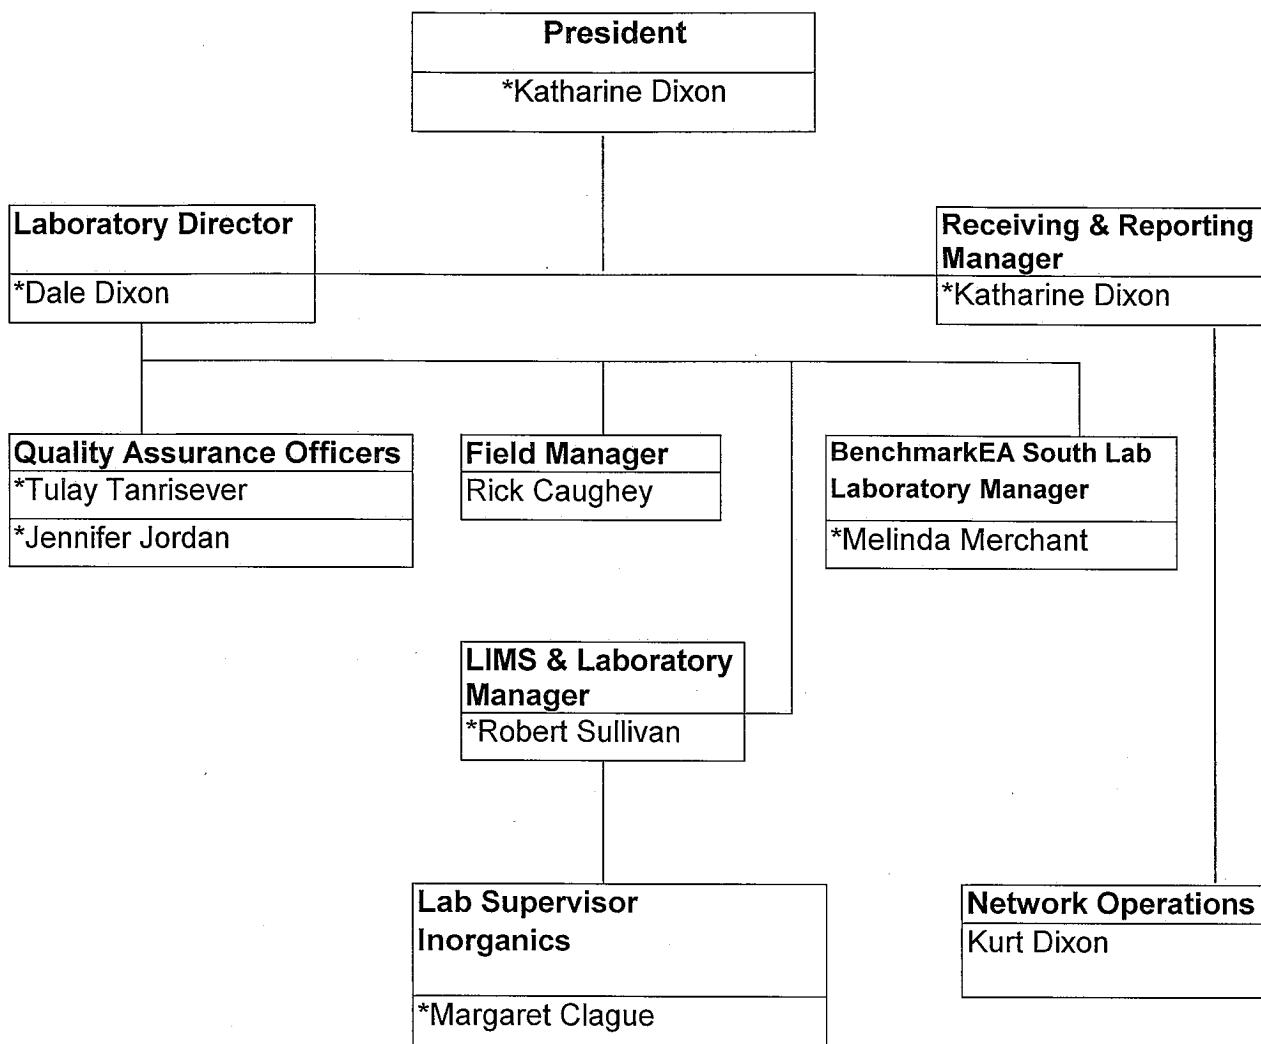 President
*Katharine Dixon
Laboratory Director
*Dale Dixon
Receiving & Reporting
Manager
*Katharine Dixon
Quality Assurance Officers
*Tulay Tanrisever
*Jennifer Jordan
Field Manager
Rick Caughey
BenchmarkEA South Lab
Laboratory Manager
*Melinda Merchant
LIMS & Laboratory
Manager
*Robert Sullivan
Lab Supervisor
Inorganics
*Margaret Clague
Network Operations
Kurt Dixon